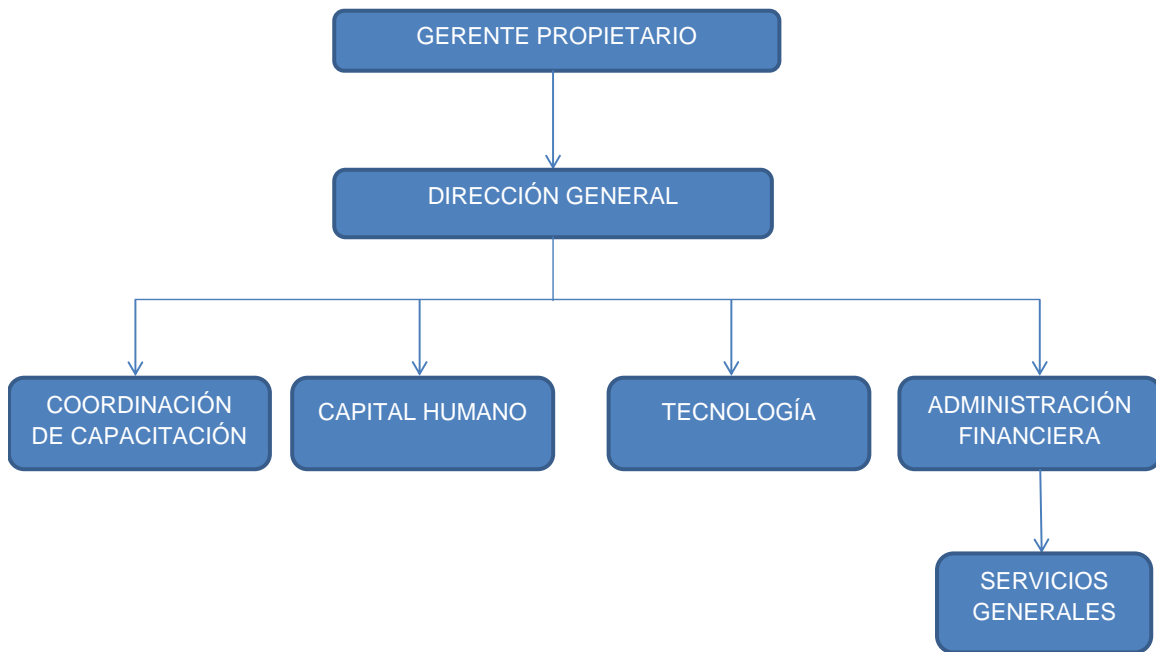 GERENTE PROPIETARIO
DIRECCIÓN GENERAL
COORDINACIÓN
DE CAPACITACIÓN
CAPITAL HUMANO
TECNOLOGÍA
ADMINISTRACIÓN
FINANCIERA
SERVICIOS
GENERALES